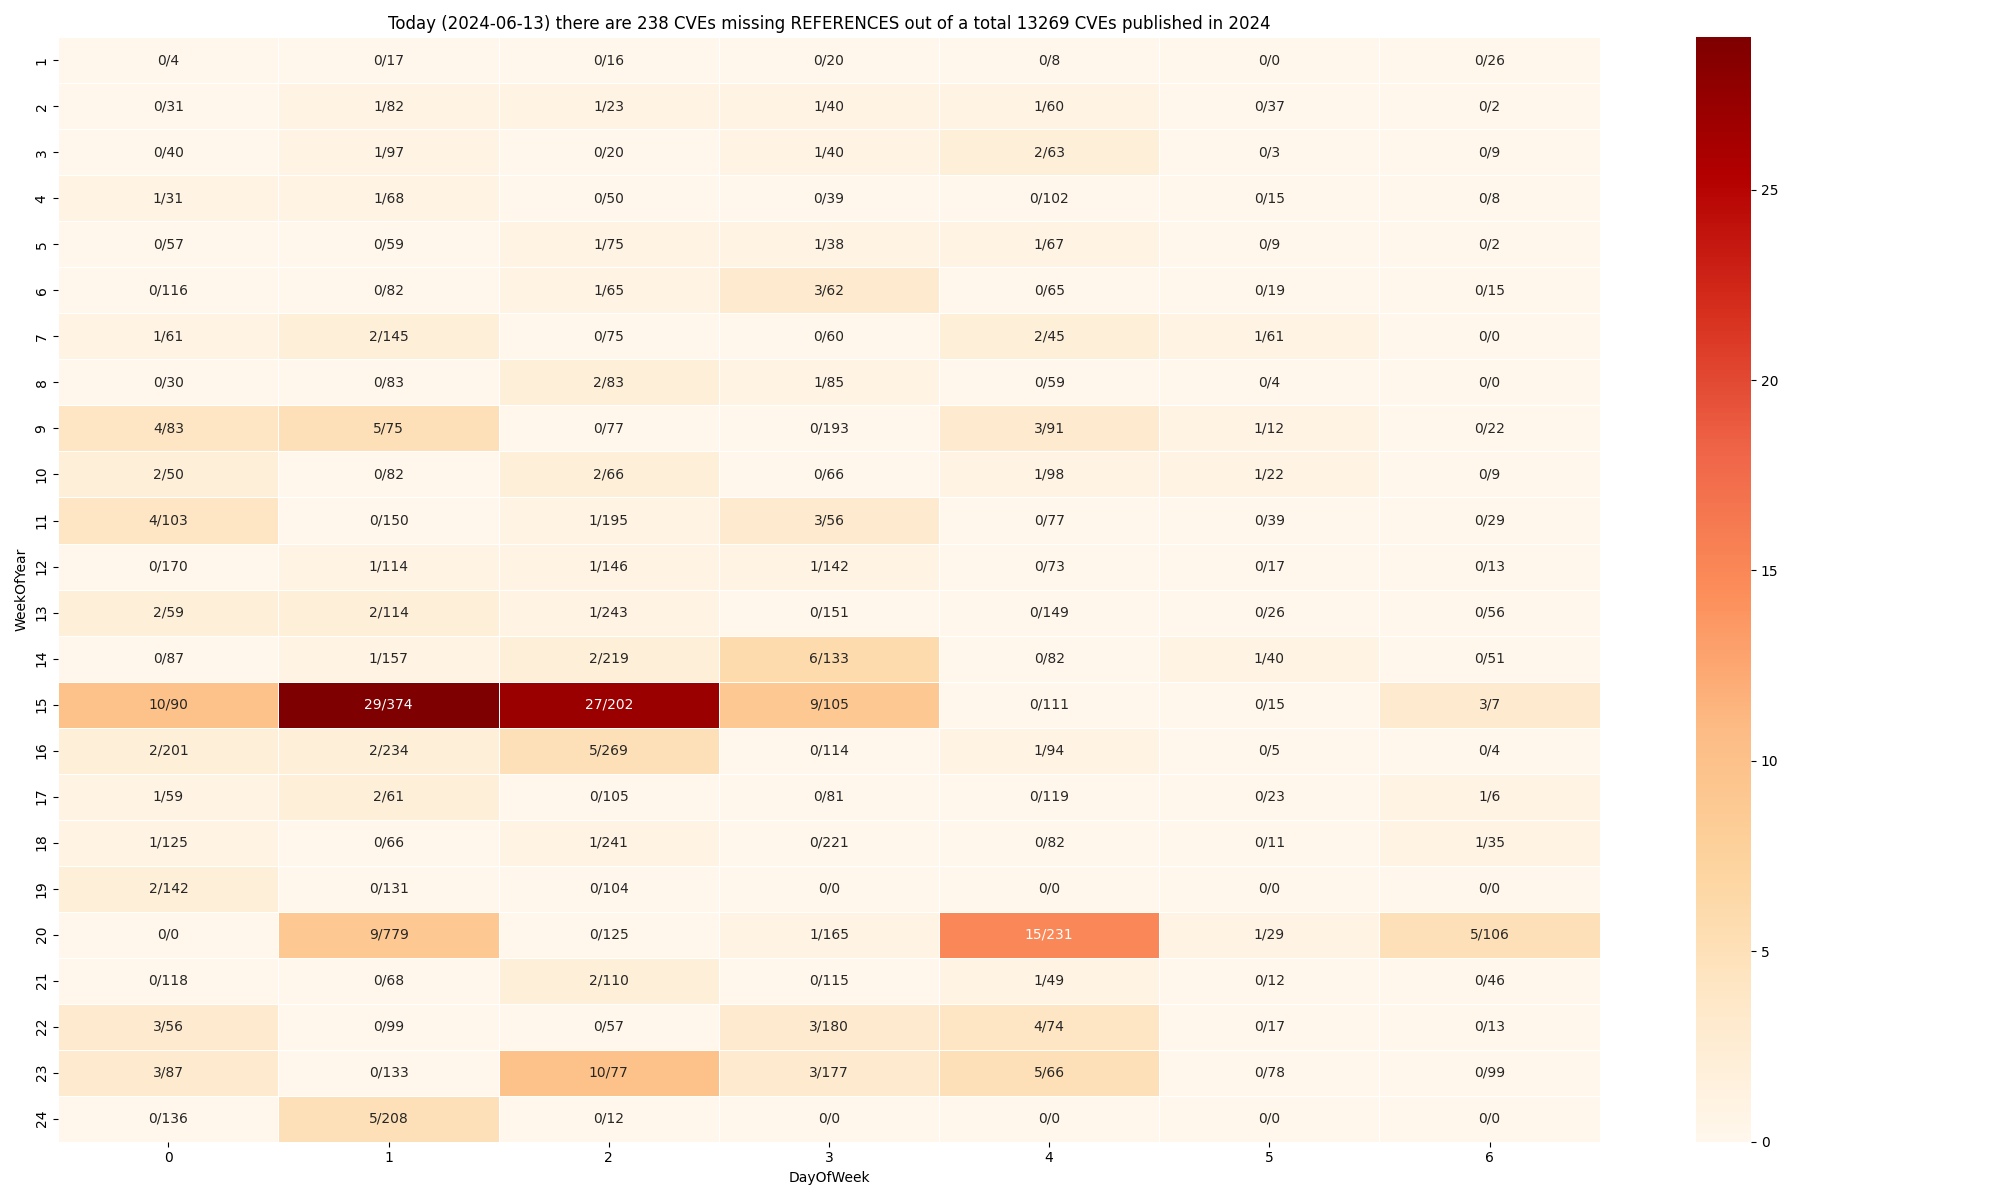 Today (2024-06-13) there are 238 CVEs missing REFERENCES out of a total 13269 CVEs published in 2024
1 0/4 0/17 0/16 0/20 0/8 0/0 0/26
2 0/31 1/82 1/23 1/40 1/60 0/37 0/2
3 0/40 1/97 0/20 1/40 2/63 0/3 0/9
4 1/31 1/68 0/50 0/39 0/102 0/15 0/8
5 0/57 0/59 1/75 1/38 1/67 0/9 0/2
6 0/116 0/82 1/65 3/62 0/65 0/19 0/15
7 1/61 2/145 0/75 0/60 2/45 1/61 0/0
8 0/30 0/83 2/83 1/85 0/59 0/4 0/0
9 4/83 5/75 0/77 0/193 3/91 1/12 0/22
10 2/50 0/82 2/66 0/66 1/98 1/22 0/9
11 4/103 0/150 1/195 3/56 0/77 0/39 0/29
12 0/170 1/114 1/146 1/142 0/73 0/17 0/13
13 2/59 2/114 1/243 0/151 0/149 0/26 0/56
14 0/87 1/157 2/219 6/133 0/82 1/40 0/51
15 10/90 29/374 27/202 9/105 0/111 0/15 3/7
16 2/201 2/234 5/269 0/114 1/94 0/5 0/4
17 1/59 2/61 0/105 0/81 0/119 0/23 1/6
18 1/125 0/66 1/241 0/221 0/82 0/11 1/35
19 2/142 0/131 0/104 0/0 0/0 0/0 0/0
20 0/0 9/779 0/125 1/165 15/231 1/29 5/106
21 0/118 0/68 2/110 0/115 1/49 0/12 0/46
22 3/56 0/99 0/57 3/180 4/74 0/17 0/13
23 3/87 0/133 10/77 3/177 5/66 0/78 0/99
24 0/136 5/208 0/12 0/0 0/0 0/0 0/0
0 1 2 3 4 5 6
DayOfWeek
WeekOfYear
25
20
15
10
5
0